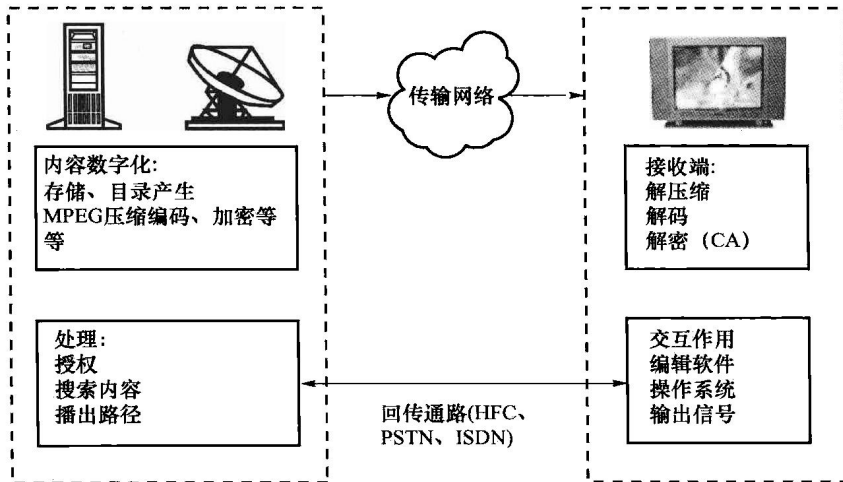 传输网络
内容数字化:
存储、目录产生
MPEG压缩编码、加密等
等
接收端:
解压缩
解码
解密（CA）
处理:
授权
搜索内容
播出路径
回传通路(HFC、
PSTN、ISDN)
交互作用
编辑软件
操作系统
输出信号